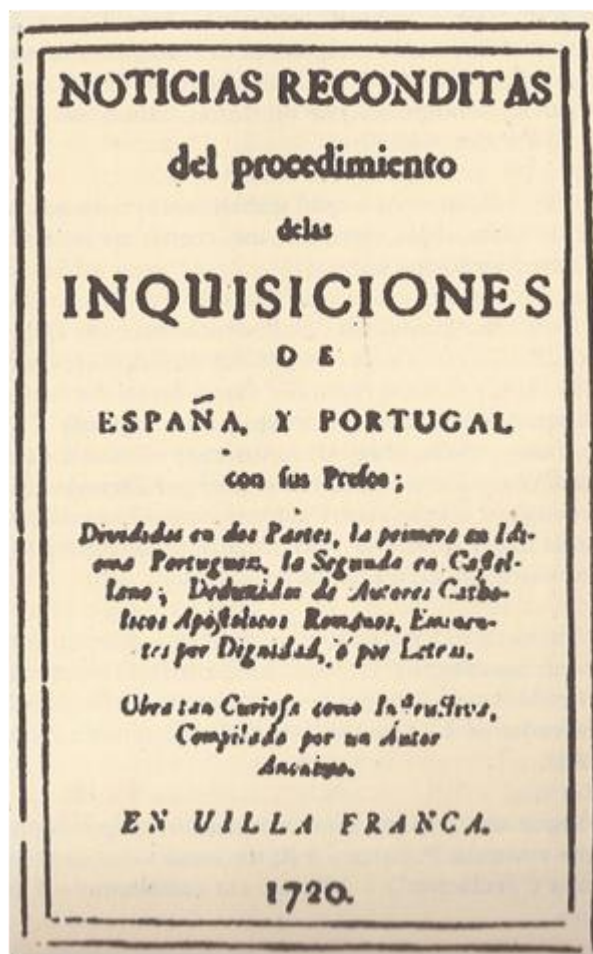 NOTICIAS RECONDITAS
del procedimiento
delas
INQUISICIONES
DE
ESPAÑA, Y PORTUGAL
con sus Presos;
Divididas en dos Partes, la primera en Idi-
oma Portuguez, la Segunda en Castel-
lano; Deduzidas de Autores Catho-
licos Apostolicos Romanos, Eminen-
tes por Dignidad, ó por Letras.
Obra tan Curiosa como Instructiva,
Compilada por un Autor
Anonimo.
EN UILLA FRANCA.
1720.